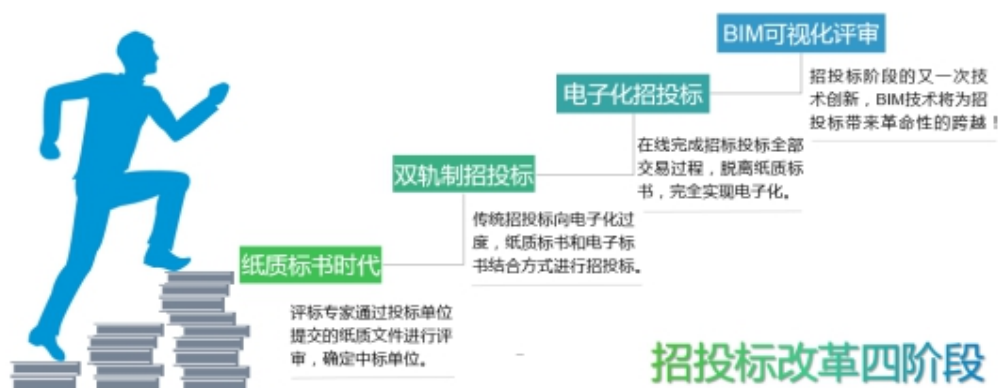 BIM可视化评审
招投标阶段的又一次技
术创新，BIM技术将为招
投标带来革命性的跨越！
电子化招投标
在线完成招标投标全部
交易过程，脱离纸质标
书，完全实现电子化。
双轨制招投标
传统招投标向电子化过
度，纸质标书和电子标
书结合方式进行招投标。
纸质标书时代
评标专家通过投标单位
提交的纸质文件进行评
审，确定中标单位。
招投标改革四阶段